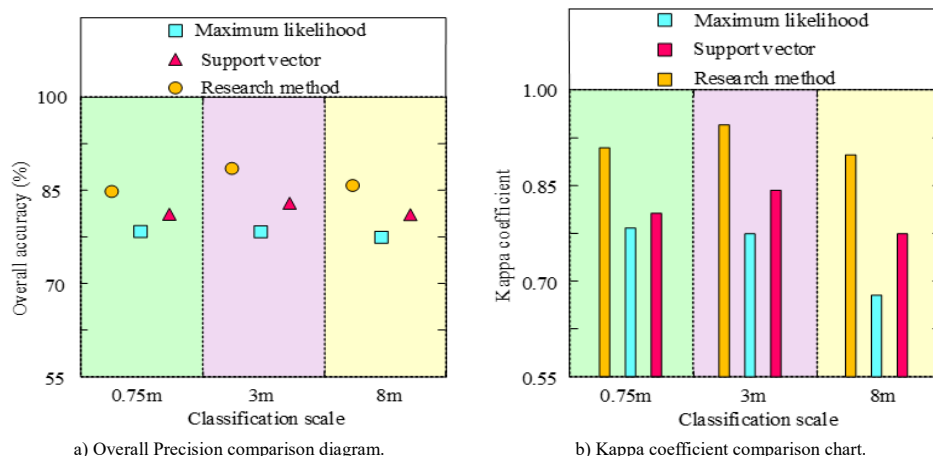 Maximum likelihood
Support vector
Research method
100
85
70
55
Overall accuracy (%)
0.75m
3m
8m
Classification scale
a) Overall Precision comparison diagram.
Maximum likelihood
Support vector
Research method
1.00
0.85
0.70
0.55
Kappa coefficient
0.75m
3m
8m
Classification scale
b) Kappa coefficient comparison chart.